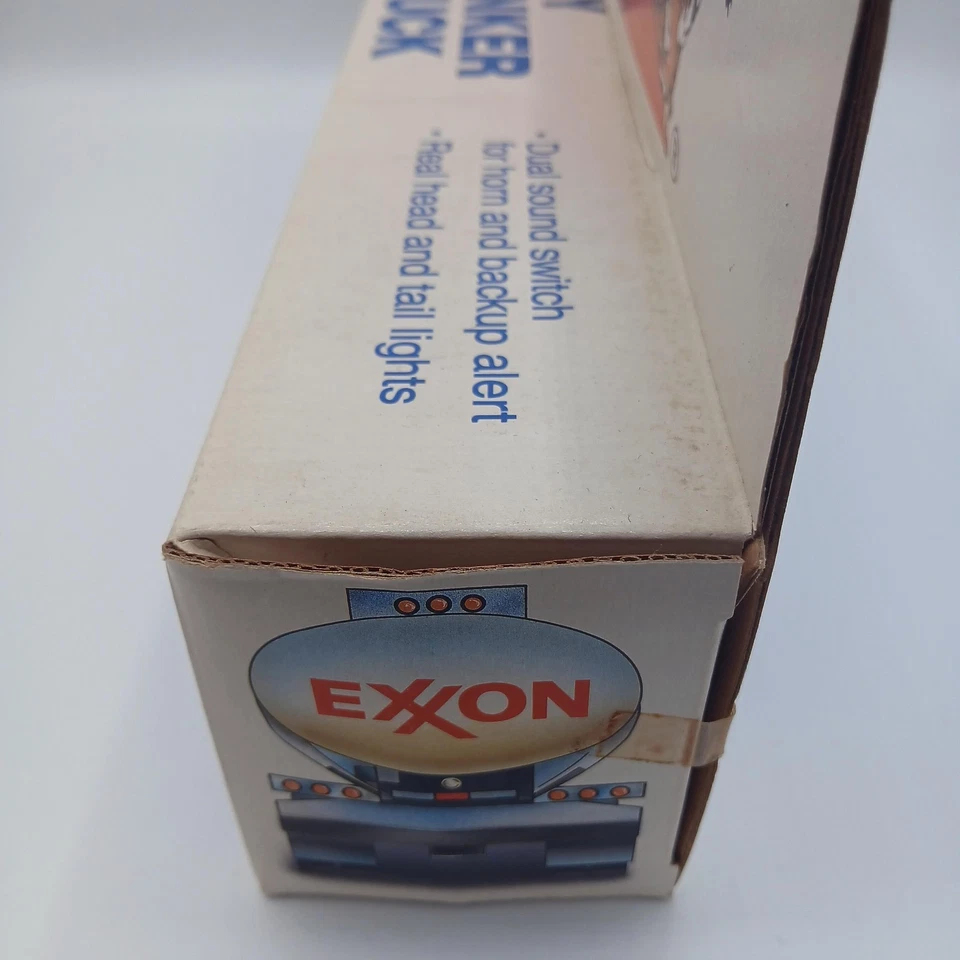 NKER
UCK
• Dual sound switch
for horn and backup alert
• Real head and tail lights
®
EXXON